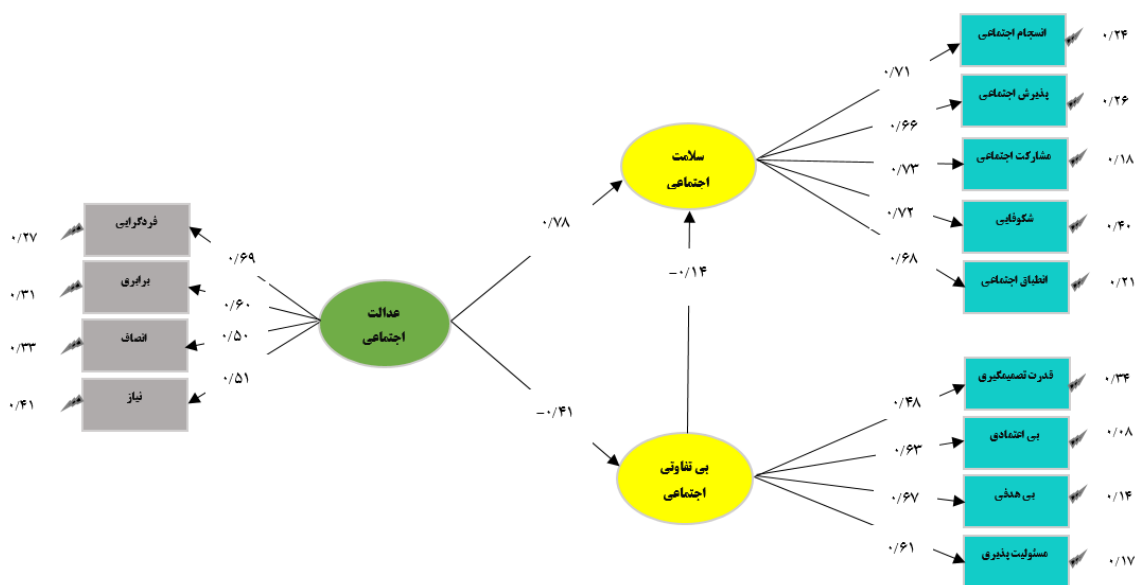 انسجام اجتماعی
۰/۲۴
۰/۷۱
پذیرش اجتماعی
۰/۲۶
۰/۶۶
مشارکت اجتماعی
۰/۱۸
۰/۷۳
شکوفایی
۰/۴۰
۰/۷۲
انطباق اجتماعی
۰/۲۱
۰/۶۸
سلامت
اجتماعی
۰/۷۸
-۰/۱۴
فردگرایی
۰/۲۷
۰/۶۹
برابری
۰/۳۱
۰/۶۰
انصاف
۰/۳۳
۰/۵۰
نیاز
۰/۴۱
۰/۵۱
عدالت
اجتماعی
-۰/۴۱
بی تفاوتی
اجتماعی
قدرت تصمیمگیری
۰/۳۴
۰/۴۸
بی اعتمادی
۰/۰۸
۰/۶۳
بی هدفی
۰/۱۴
۰/۶۷
مسئولیت پذیری
۰/۱۷
۰/۶۱